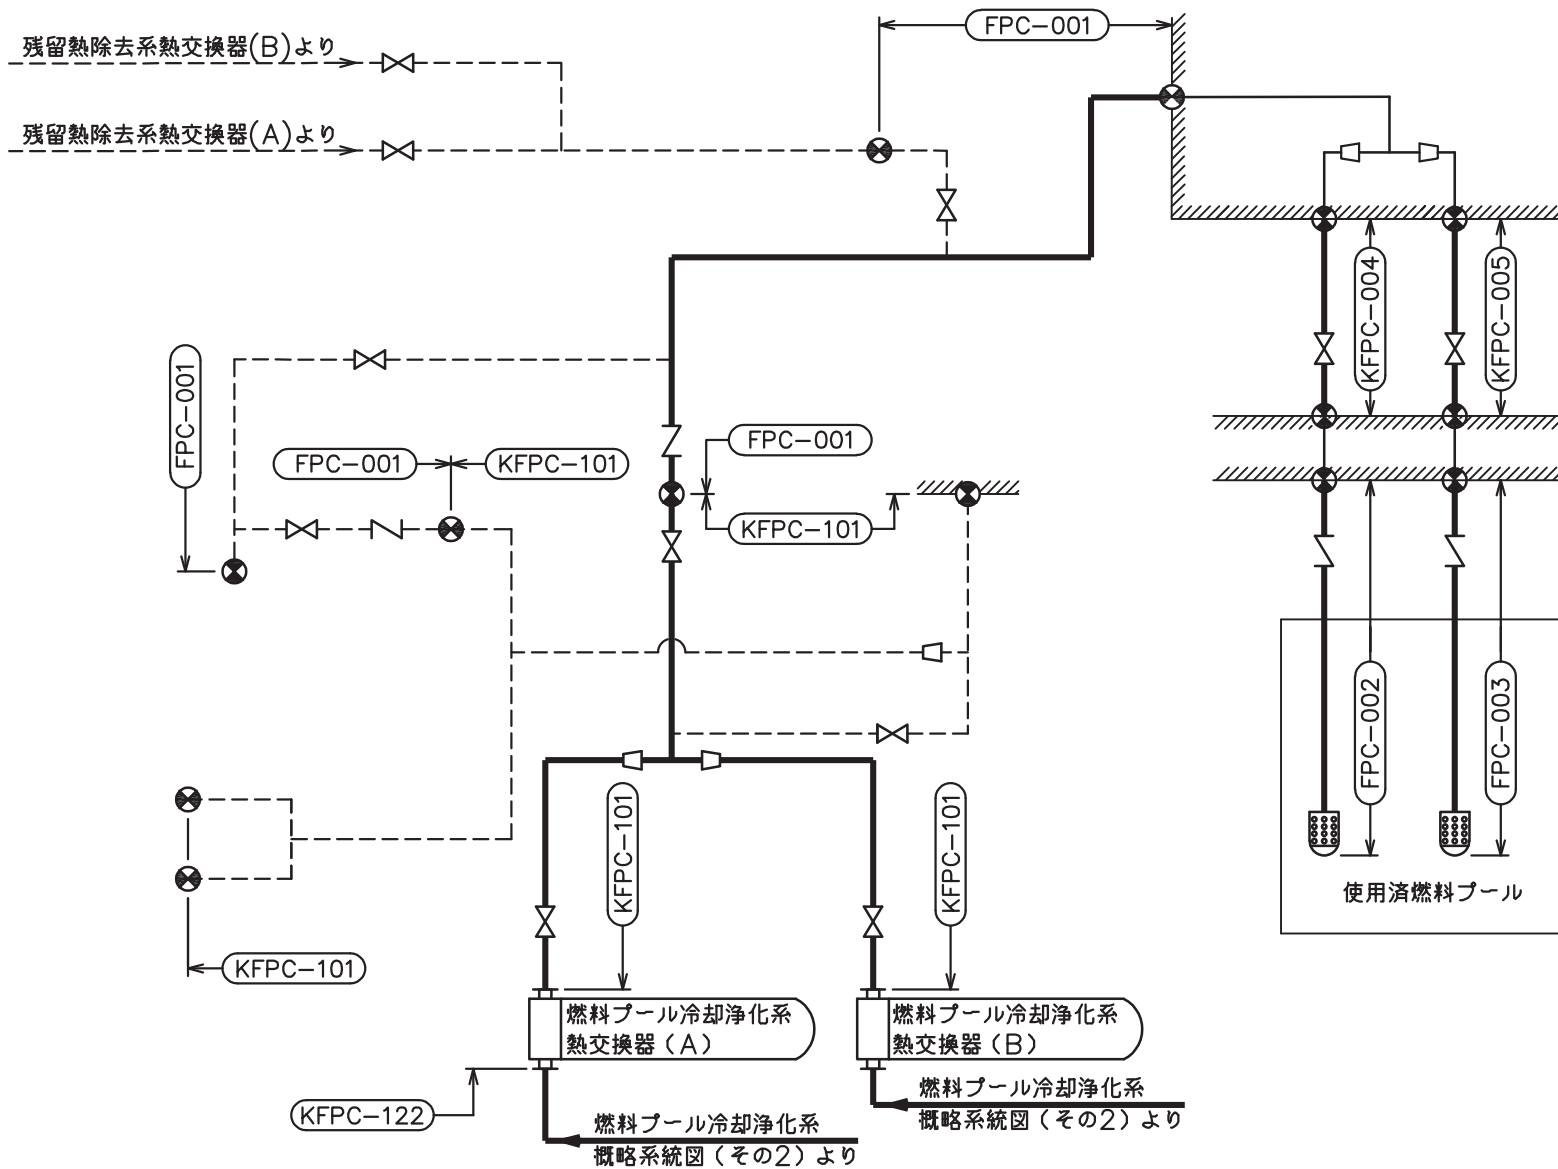 FPC-001
残留熱除去系熱交換器(B)より
残留熱除去系熱交換器(A)より
KFPC-004
KFPC-005
FPC-001
FPC-001
FPC-001
KFPC-101
KFPC-101
FPC-002
FPC-003
KFPC-101
KFPC-101
使用済燃料プール
KFPC-101
燃料プール冷却浄化系
熱交換器(A)
燃料プール冷却浄化系
熱交換器(B)
KFPC-122
燃料プール冷却浄化系
概略系統図(その2)より
燃料プール冷却浄化系
概略系統図(その2)より